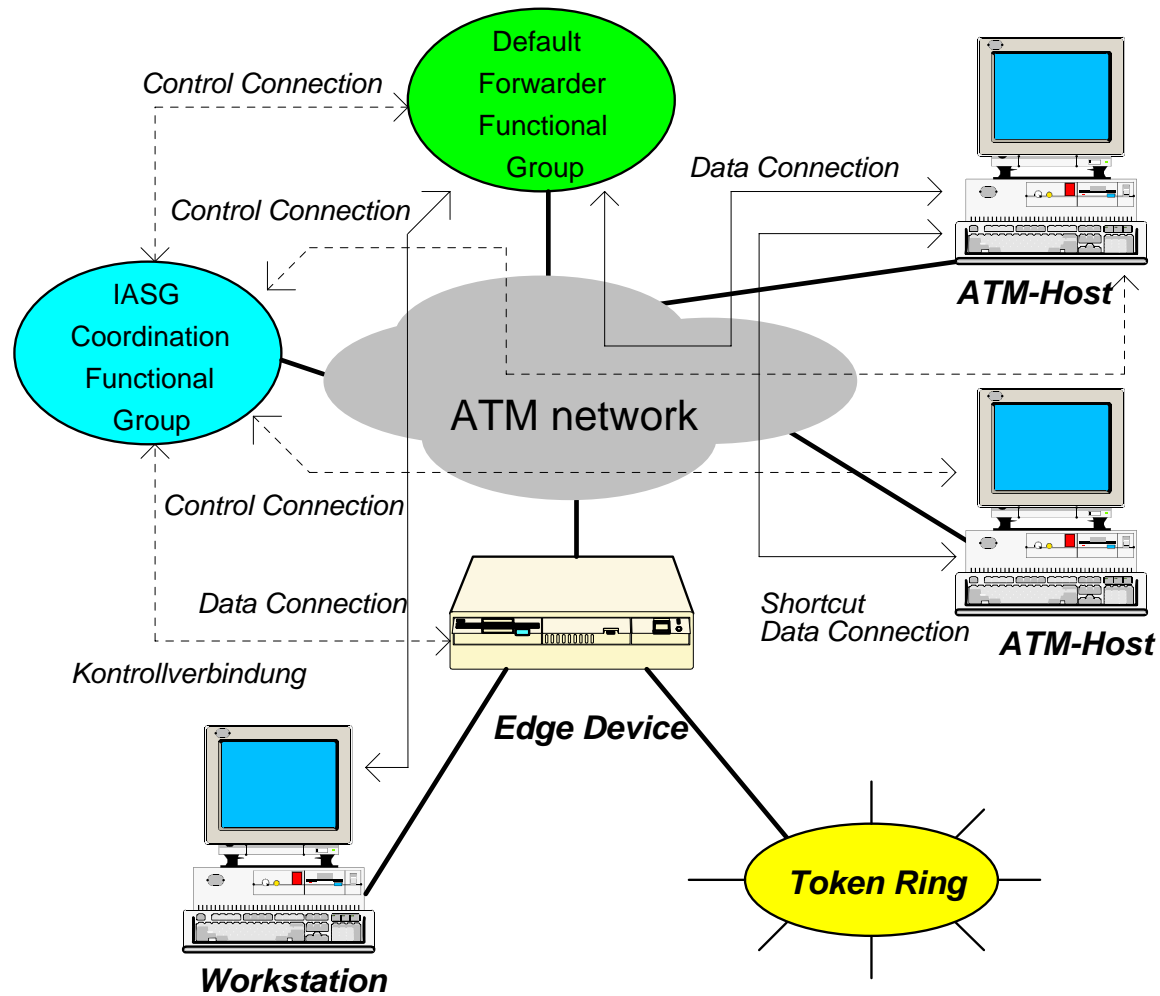 Default
Forwarder
Functional
Group
Control Connection
Data Connection
Control Connection
IASG
Coordination
Functional
Group
ATM-Host
ATM network
Control Connection
Data Connection
Shortcut
Data Connection
ATM-Host
Kontrollverbindung
Edge Device
Token Ring
Workstation